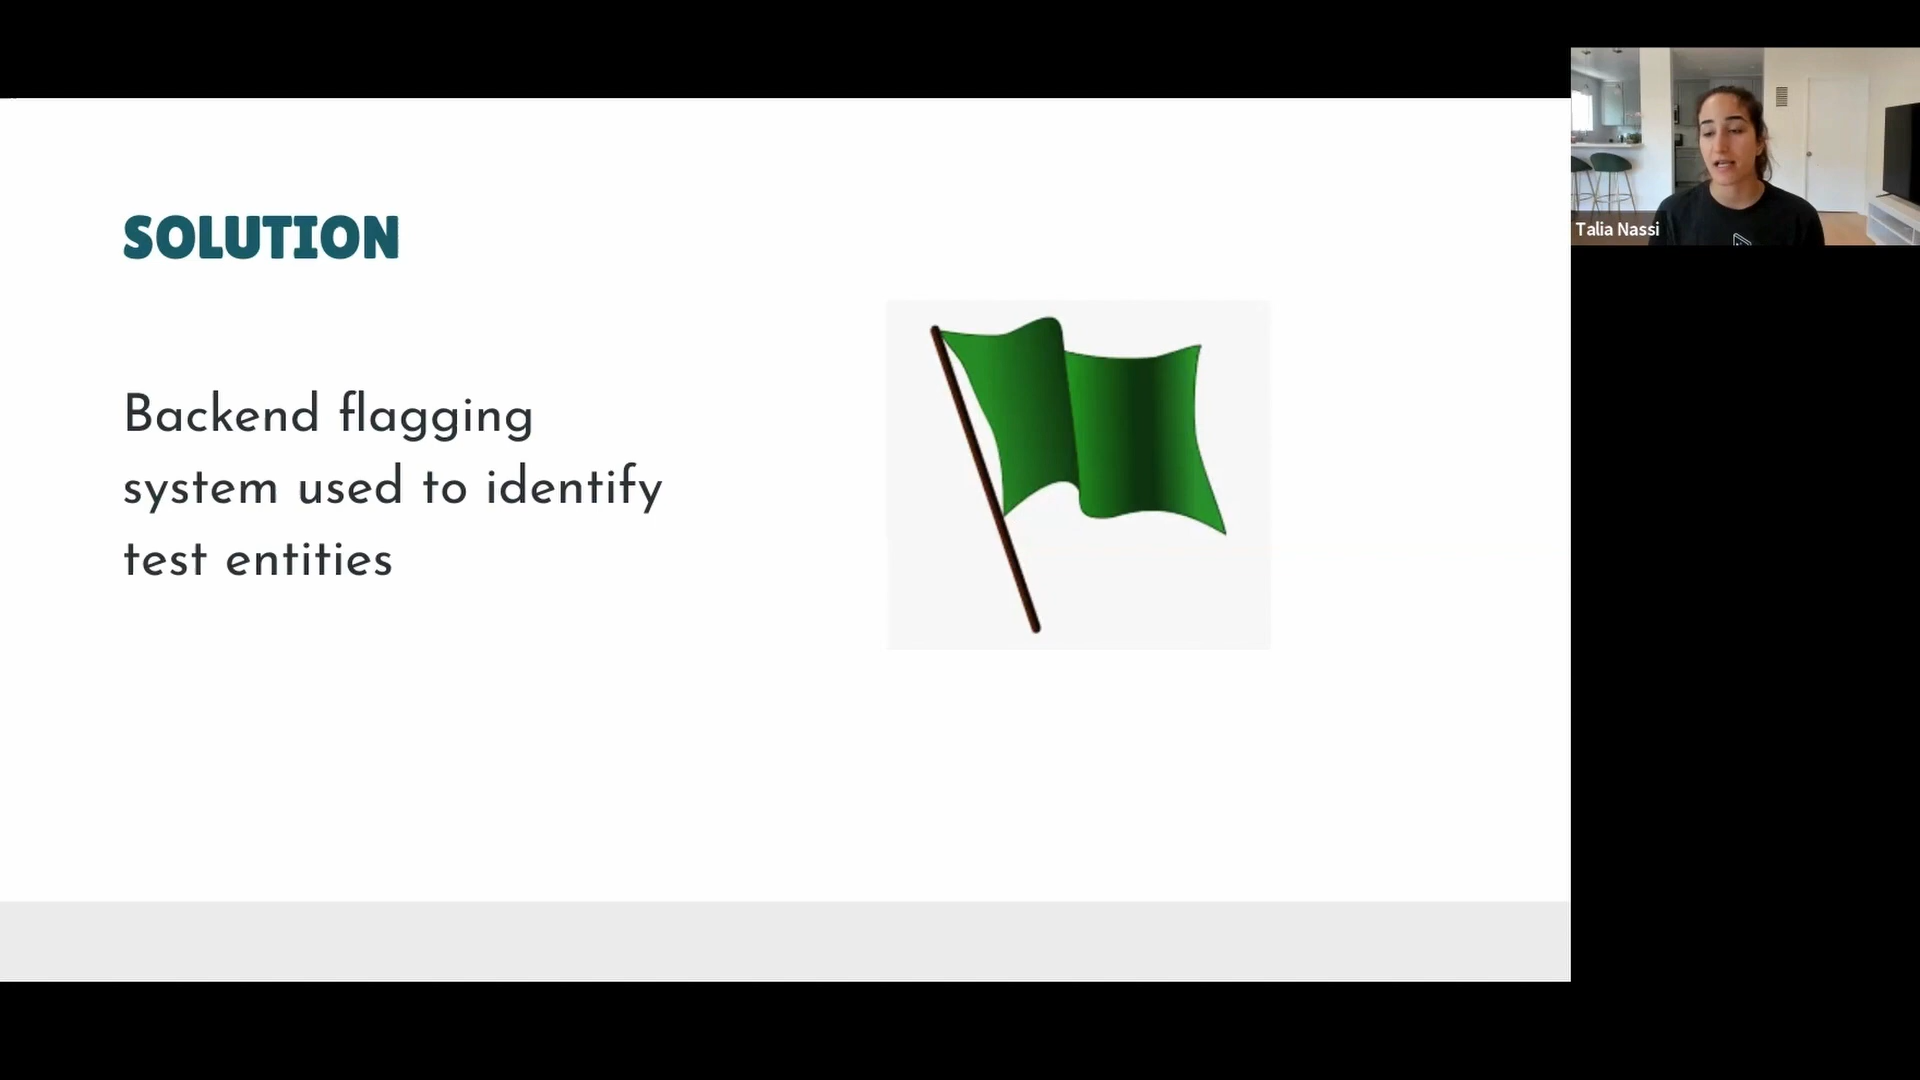 SOLUTION
Backend flagging
system used to identify
test entities
Talia Nassi